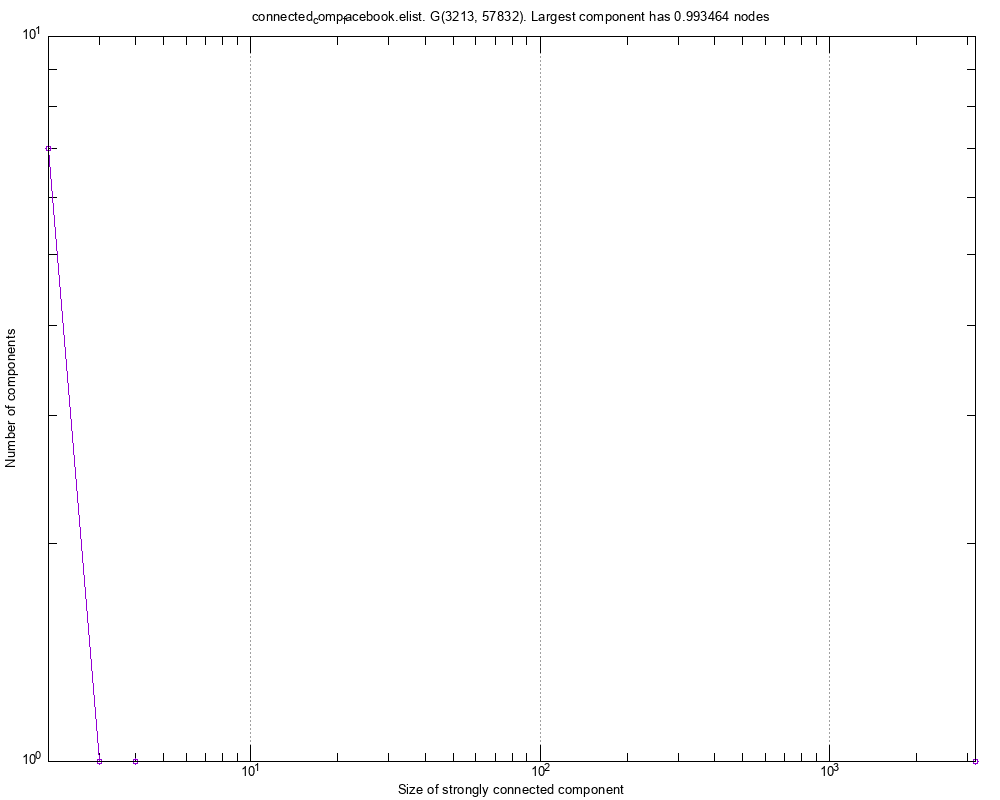 connected_comp_facebook.elist. G(3213, 57832). Largest component has 0.993464 nodes
10^1
Number of components
10^0
10^1 10^2 10^3
Size of strongly connected component